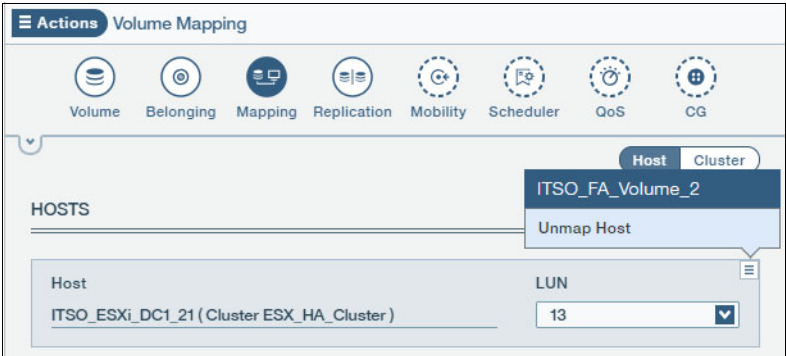 Actions Volume Mapping
Volume Belonging Mapping Replication Mobility Scheduler QoS CG
Host Cluster
ITSO_FA_Volume_2
HOSTS
Unmap Host
Host LUN
ITSO_ESXi_DC1_21 ( Cluster ESX_HA_Cluster ) 13